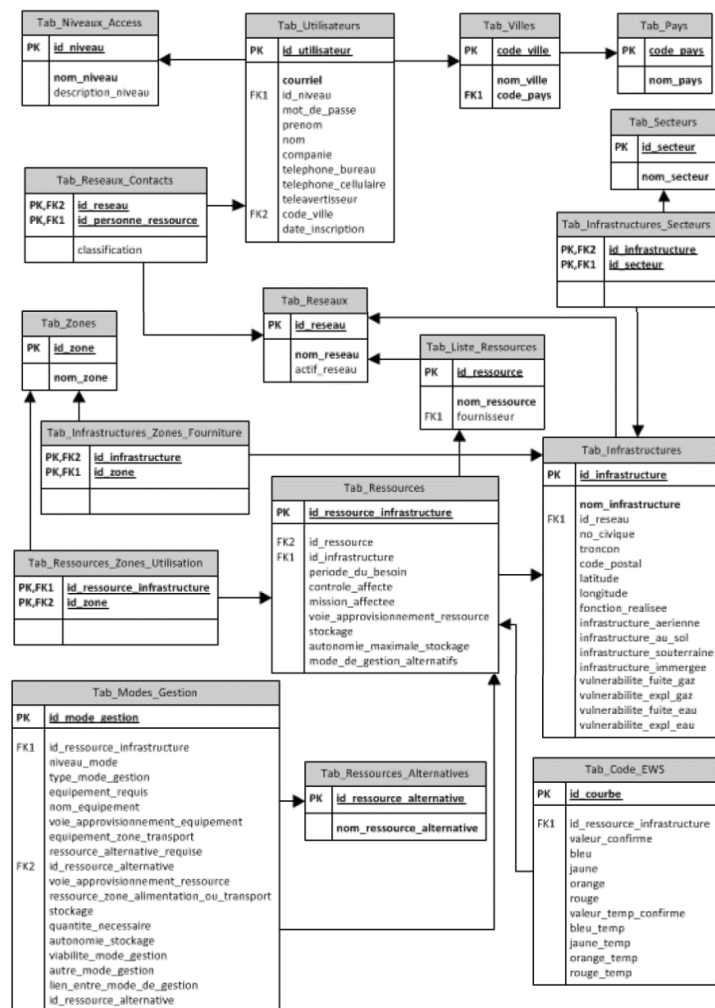 Tab_Niveaux_Access
PK id_niveau
nom_niveau
description_niveau
Tab_Utilisateurs
PK id_utilisateur
courriel
FK1 id_niveau
mot_de_passe
prenom
nom
companie
telephone_bureau
telephone_cellulaire
teleavertisseur
FK2 code_ville
date_inscription
Tab_Villes
PK code_ville
nom_ville
FK1 code_pays
Tab_Pays
PK code_pays
nom_pays
Tab_Secteurs
PK id_secteur
nom_secteur
Tab_Reseaux_Contacts
PK,FK2 id_reseau
PK,FK1 id_personne_ressource
classification
Tab_Infrastructures_Secteurs
PK,FK2 id_infrastructure
PK,FK1 id_secteur
Tab_Reseaux
PK id_reseau
nom_reseau
actif_reseau
Tab_Zones
PK id_zone
nom_zone
Tab_Liste_Ressources
PK id_ressource
nom_ressource
FK1 fournisseur
Tab_Infrastructures_Zones_Fourniture
PK,FK2 id_infrastructure
PK,FK1 id_zone
Tab_Infrastructures
PK id_infrastructure
nom_infrastructure
FK1 id_reseau
no_civique
troncon
code_postal
latitude
longitude
fonction_realisee
infrastructure_aerienne
infrastructure_au_sol
infrastructure_souterraine
infrastructure_immergee
vulnerabilite_fuite_gaz
vulnerabilite_expl_gaz
vulnerabilite_fuite_eau
vulnerabilite_expl_eau
Tab_Ressources
PK id_ressource_infrastructure
FK2 id_ressource
FK1 id_infrastructure
periode_du_besoin
controle_affecte
mission_affectee
voie_approvisionnement_ressource
stockage
autonomie_maximale_stockage
mode_de_gestion_alternatifs
Tab_Ressources_Zones_Utilisation
PK,FK1 id_ressource_infrastructure
PK,FK2 id_zone
Tab_Modes_Gestion
PK id_mode_gestion
FK1 id_ressource_infrastructure
niveau_mode
type_mode_gestion
equipement_requis
nom_equipement
voie_approvisionnement_equipement
equipement_zone_transport
ressource_alternative_requise
FK2 id_ressource_alternative
voie_approvisionnement_ressource
ressource_zone_alimentation_ou_transport
stockage
quantite_necessaire
autonomie_stockage
viabilite_mode_gestion
autre_mode_gestion
lien_entre_mode_de_gestion
id_ressource_alternative
Tab_Ressources_Alternatives
PK id_ressource_alternative
nom_ressource_alternative
Tab_Code_EWS
PK id_courbe
FK1 id_ressource_infrastructure
valeur_confirme
bleu
jaune
orange
rouge
valeur_temp_confirme
bleu_temp
jaune_temp
orange_temp
rouge_temp